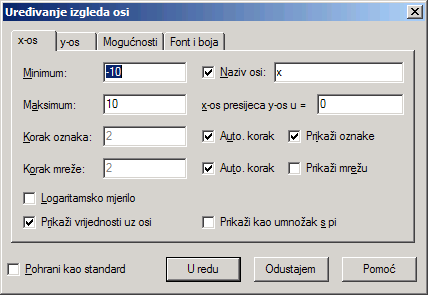 Uređivanje izgleda osi
x-os y-os Mogućnosti Font i boja
Minimum: -10 Naziv osi: x
Maksimum: 10 x-os presijeca y-os u = 0
Korak oznaka: 2 Auto. korak Prikaži oznake
Korak mreže: 2 Auto. korak Prikaži mrežu
Logaritamsko mjerilo
Prikaži vrijednosti uz osi Prikaži kao umnožak s pi
Pohrani kao standard U redu Odustajem Pomoć